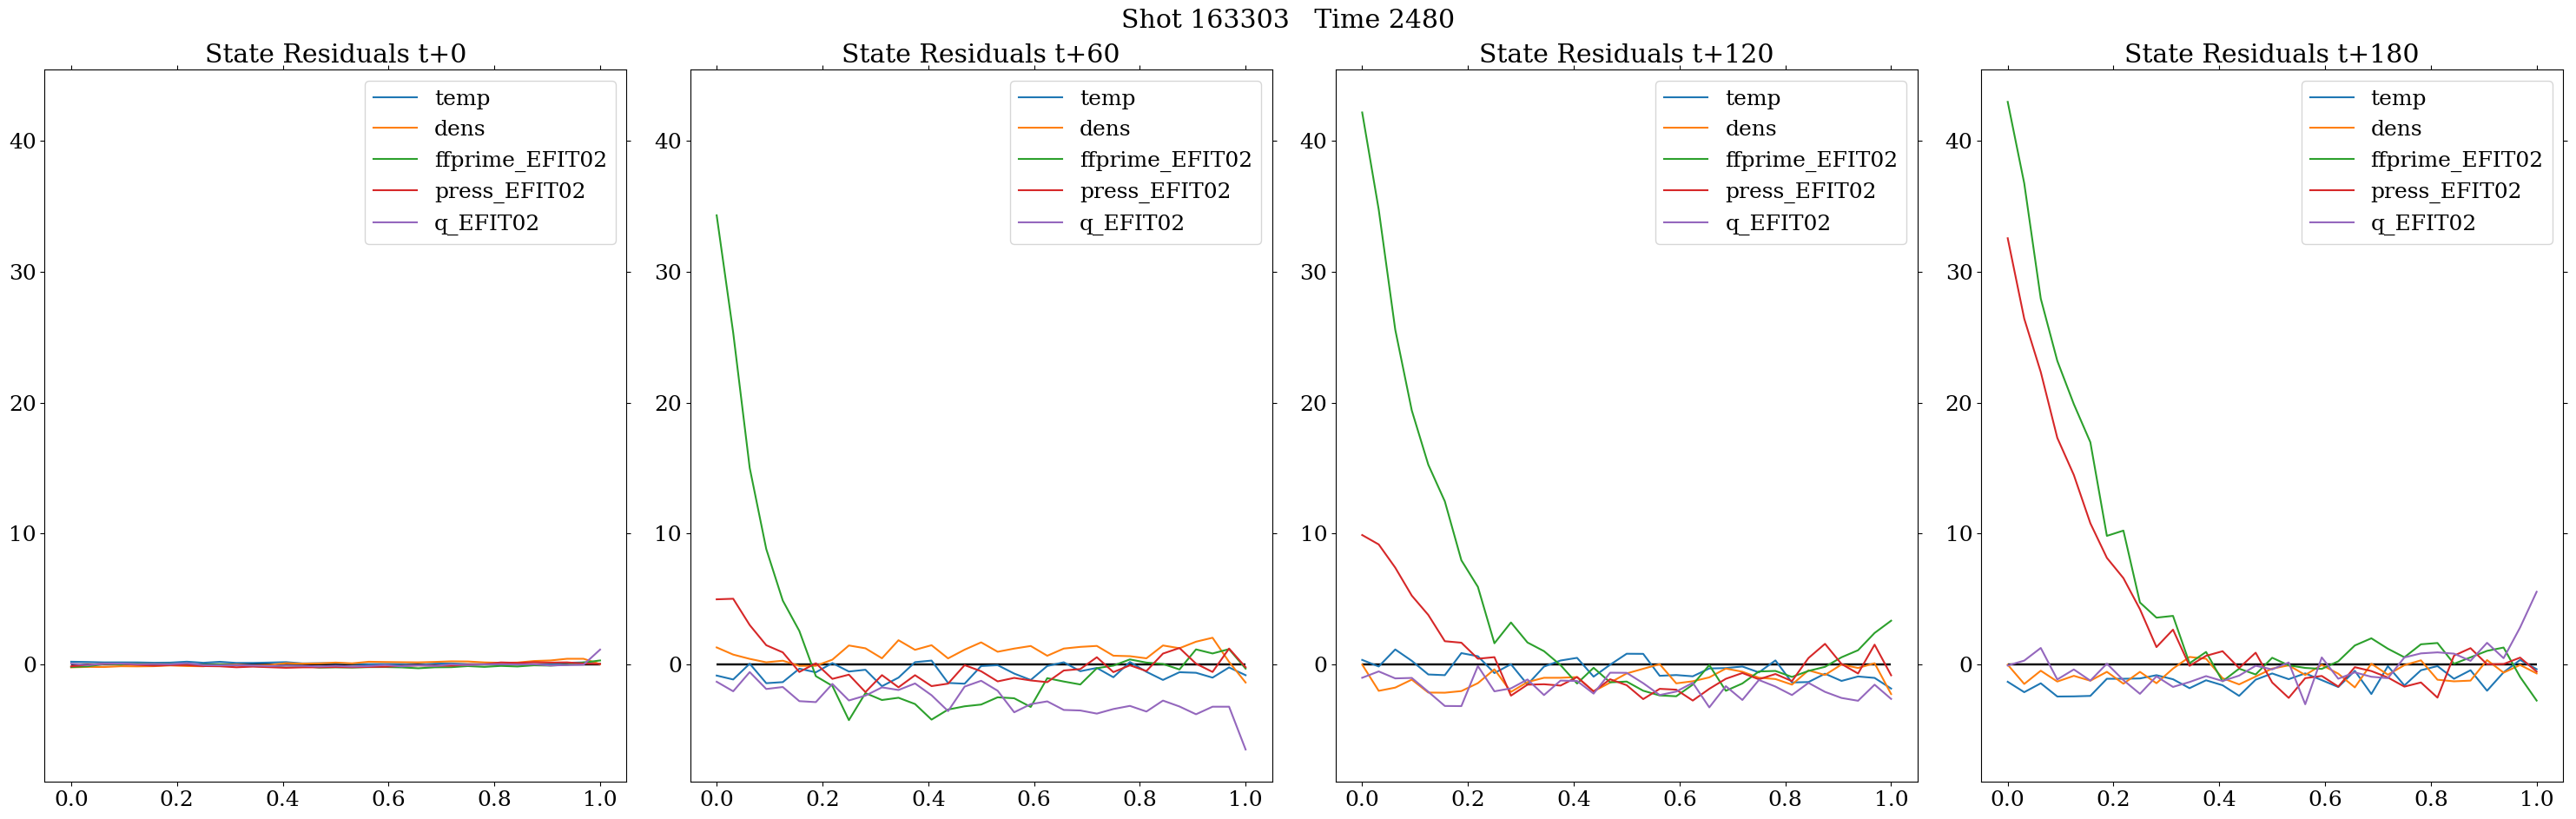 Shot 163303   Time 2480
State Residuals t+0
temp
dens
ffprime_EFIT02
press_EFIT02
q_EFIT02
40
30
20
10
0
0.0 0.2 0.4 0.6 0.8 1.0
State Residuals t+60
temp
dens
ffprime_EFIT02
press_EFIT02
q_EFIT02
40
30
20
10
0
0.0 0.2 0.4 0.6 0.8 1.0
State Residuals t+120
temp
dens
ffprime_EFIT02
press_EFIT02
q_EFIT02
40
30
20
10
0
0.0 0.2 0.4 0.6 0.8 1.0
State Residuals t+180
temp
dens
ffprime_EFIT02
press_EFIT02
q_EFIT02
40
30
20
10
0
0.0 0.2 0.4 0.6 0.8 1.0